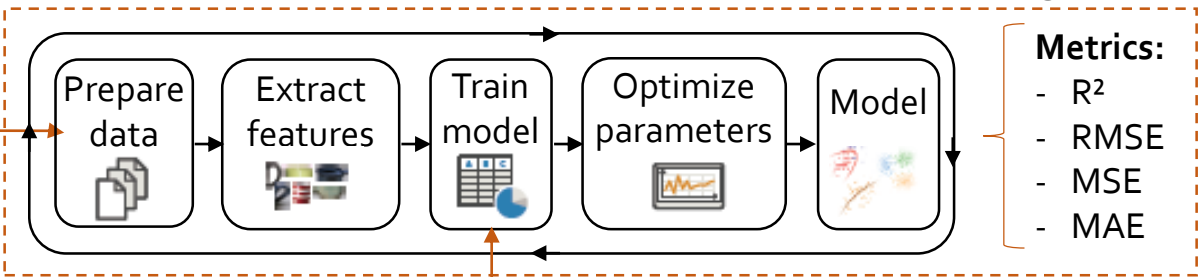 Prepare
data
Extract
features
Train
model
A B C
Optimize
parameters
Model
Metrics:
- R²
- RMSE
- MSE
- MAE